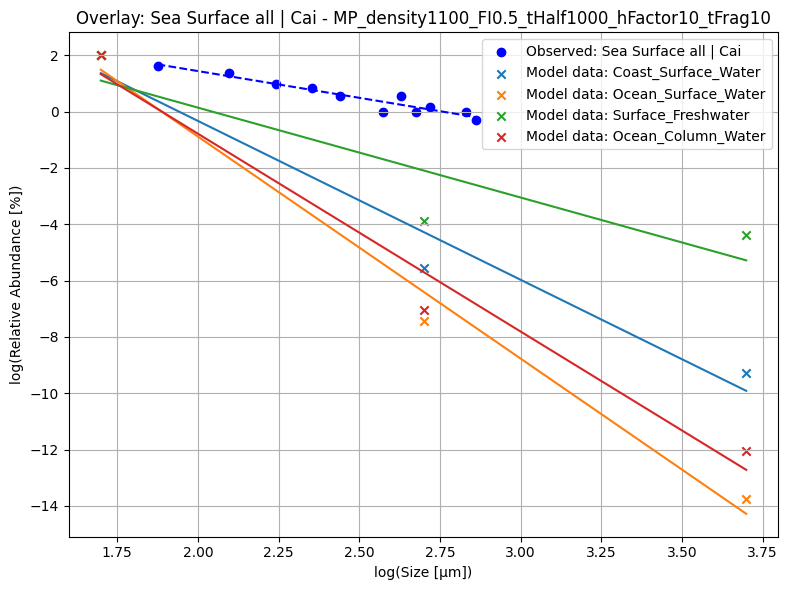 Overlay: Sea Surface all | Cai - MP_density1100_FI0.5_tHalf1000_hFactor10_tFrag10
Observed: Sea Surface all | Cai
Model data: Coast_Surface_Water
Model data: Ocean_Surface_Water
Model data: Surface_Freshwater
Model data: Ocean_Column_Water
log(Relative Abundance [%])
2
0
−2
−4
−6
−8
−10
−12
−14
1.75 2.00 2.25 2.50 2.75 3.00 3.25 3.50 3.75
log(Size [μm])